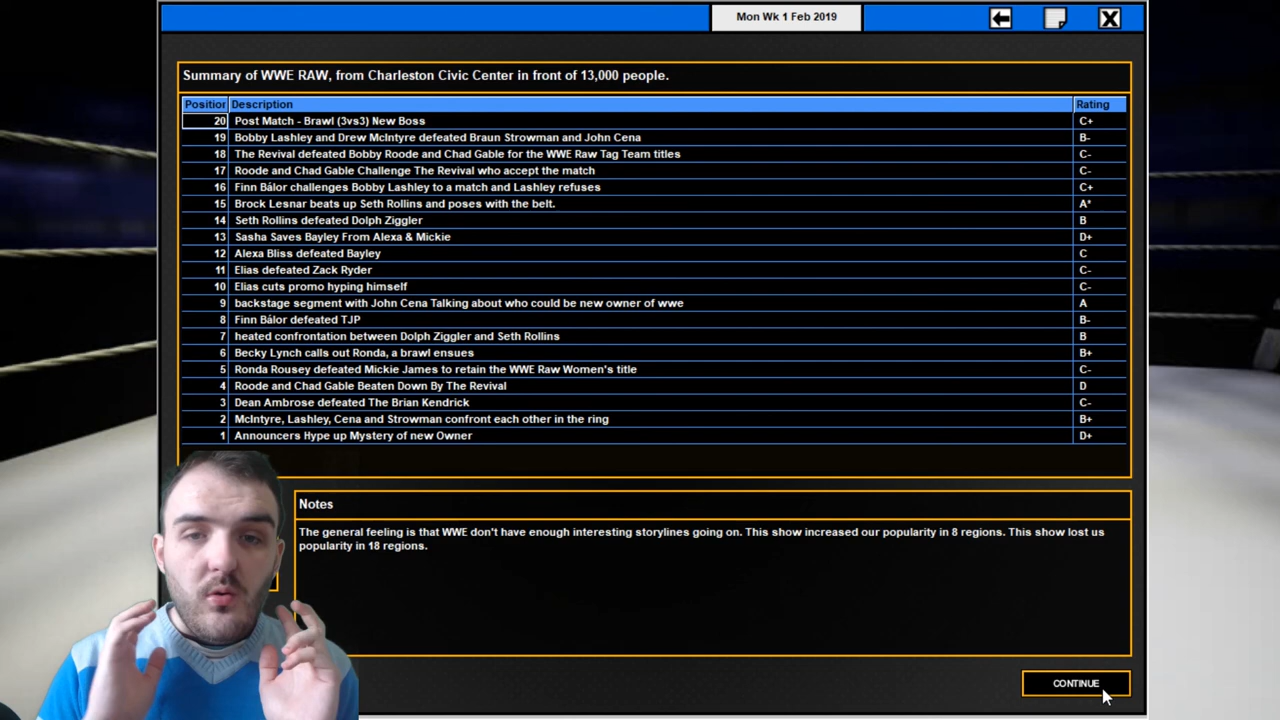 Mon Wk 1 Feb 2019
Summary of WWE RAW, from Charleston Civic Center in front of 13,000 people.
Position Description Rating
20 Post Match - Brawl (3vs3) New Boss C+
19 Bobby Lashley and Drew McIntyre defeated Braun Strowman and John Cena B-
18 The Revival defeated Bobby Roode and Chad Gable for the WWE Raw Tag Team titles C-
17 Roode and Chad Gable Challenge The Revival who accept the match C-
16 Finn Bálor challenges Bobby Lashley to a match and Lashley refuses C+
15 Brock Lesnar beats up Seth Rollins and poses with the belt. A*
14 Seth Rollins defeated Dolph Ziggler B
13 Sasha Saves Bayley From Alexa & Mickie D+
12 Alexa Bliss defeated Bayley C
11 Elias defeated Zack Ryder C-
10 Elias cuts promo hyping himself C-
9 backstage segment with John Cena Talking about who could be new owner of wwe A
8 Finn Bálor defeated TJP B-
7 heated confrontation between Dolph Ziggler and Seth Rollins B
6 Becky Lynch calls out Ronda, a brawl ensues B+
5 Ronda Rousey defeated Mickie James to retain the WWE Raw Women's title C-
4 Roode and Chad Gable Beaten Down By The Revival D
3 Dean Ambrose defeated The Brian Kendrick C-
2 McIntyre, Lashley, Cena and Strowman confront each other in the ring B+
1 Announcers Hype up Mystery of new Owner D+
Notes
The general feeling is that WWE don't have enough interesting storylines going on. This show increased our popularity in 8 regions. This show lost us
popularity in 18 regions.
CONTINUE